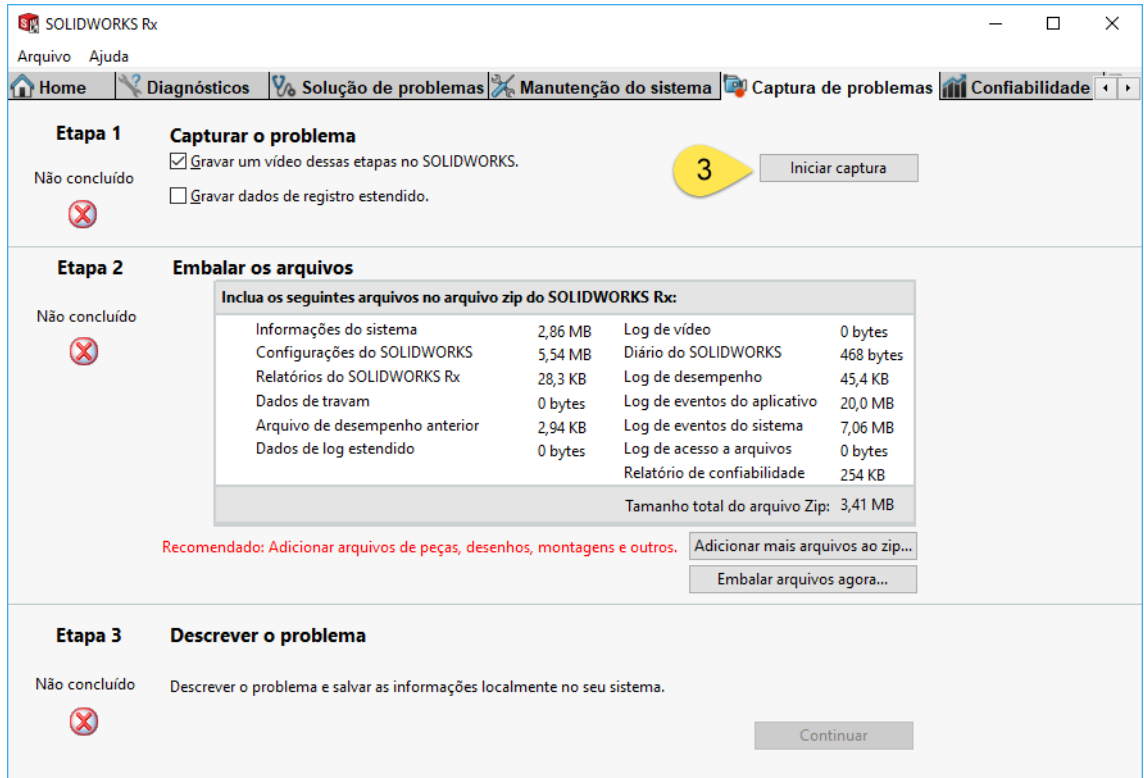 SOLIDWORKS Rx
Arquivo Ajuda
Home Diagnósticos Solução de problemas Manutenção do sistema Captura de problemas Confiabilidade
Etapa 1
Não concluído
Capturar o problema
Gravar um vídeo dessas etapas no SOLIDWORKS.
Gravar dados de registro estendido.
3
Iniciar captura
Etapa 2
Não concluído
Embalar os arquivos
Inclua os seguintes arquivos no arquivo zip do SOLIDWORKS Rx:
Informações do sistema 2,86 MB Log de vídeo 0 bytes
Configurações do SOLIDWORKS 5,54 MB Diário do SOLIDWORKS 468 bytes
Relatórios do SOLIDWORKS Rx 28,3 KB Log de desempenho 45,4 KB
Dados de travam 0 bytes Log de eventos do aplicativo 20,0 MB
Arquivo de desempenho anterior 2,94 KB Log de eventos do sistema 7,06 MB
Dados de log estendido 0 bytes Log de acesso a arquivos 0 bytes
Relatório de confiabilidade 254 KB
Tamanho total do arquivo Zip: 3,41 MB
Recomendado: Adicionar arquivos de peças, desenhos, montagens e outros. Adicionar mais arquivos ao zip...
Embalar arquivos agora...
Etapa 3
Não concluído
Descrever o problema
Descrever o problema e salvar as informações localmente no seu sistema.
Continuar